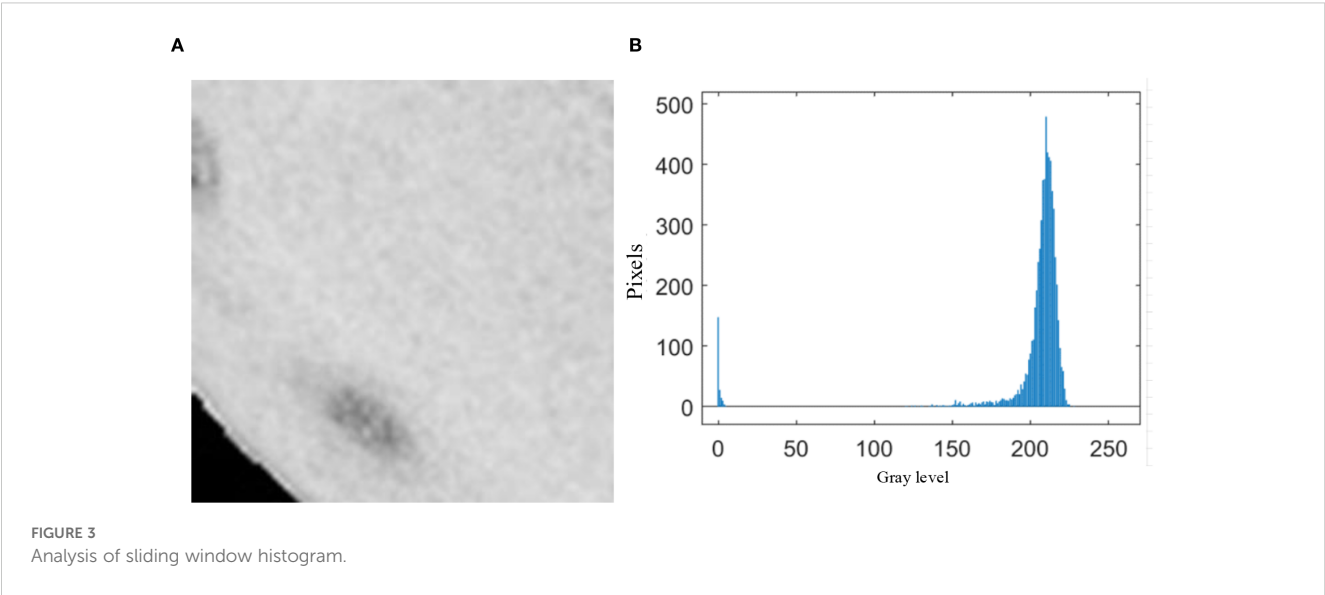 A
B
500
400
300
200
100
0
Pixels
0 50 100 150 200 250
Gray level
FIGURE 3
Analysis of sliding window histogram.